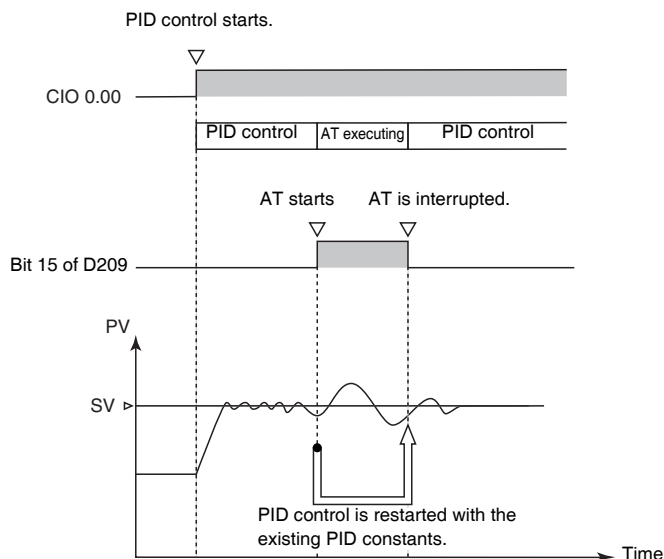 PID control starts.
CIO 0.00
PID control
AT executing
PID control
AT starts
AT is interrupted.
Bit 15 of D209
PV
SV
PID control is restarted with the
existing PID constants.
Time